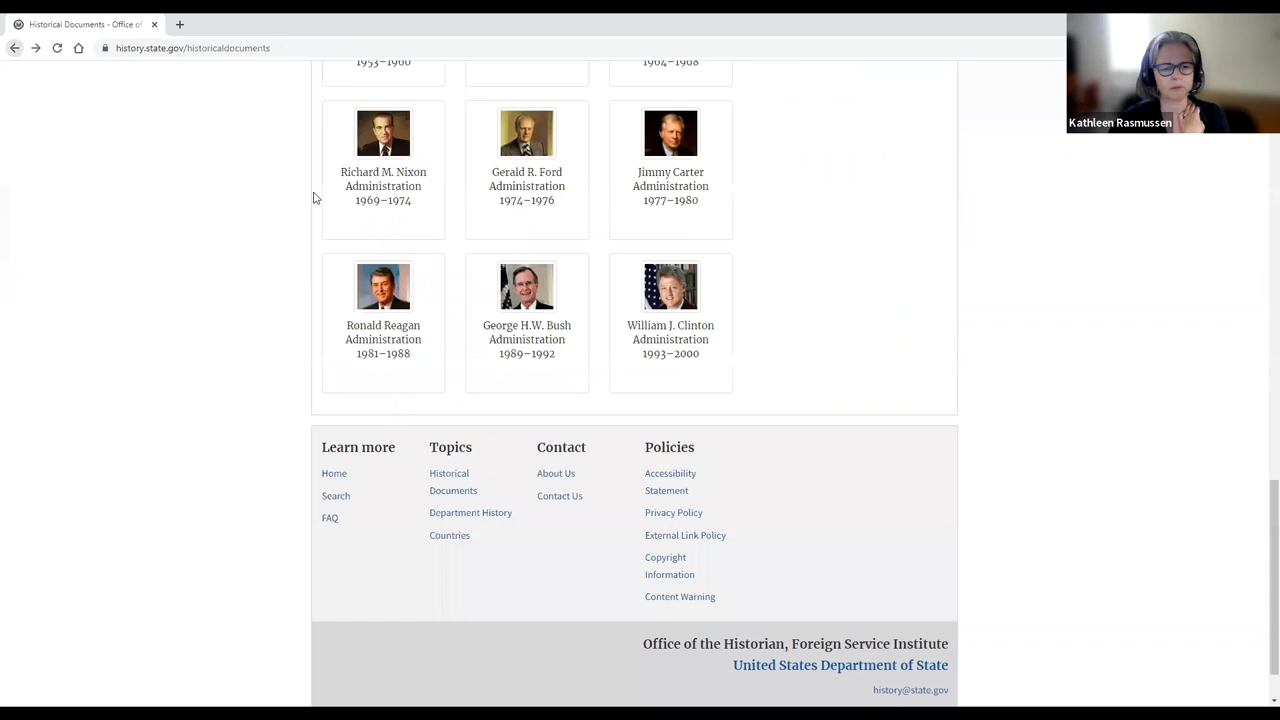 Historical Documents - Office of
history.state.gov/historicaldocuments
Kathleen Rasmussen
1953–1960
1964–1968
Richard M. Nixon
Administration
1969–1974
Gerald R. Ford
Administration
1974–1976
Jimmy Carter
Administration
1977–1980
Ronald Reagan
Administration
1981–1988
George H.W. Bush
Administration
1989–1992
William J. Clinton
Administration
1993–2000
Learn more
Home
Search
FAQ
Topics
Historical
Documents
Department History
Countries
Contact
About Us
Contact Us
Policies
Accessibility
Statement
Privacy Policy
External Link Policy
Copyright
Information
Content Warning
Office of the Historian, Foreign Service Institute
United States Department of State
history@state.gov